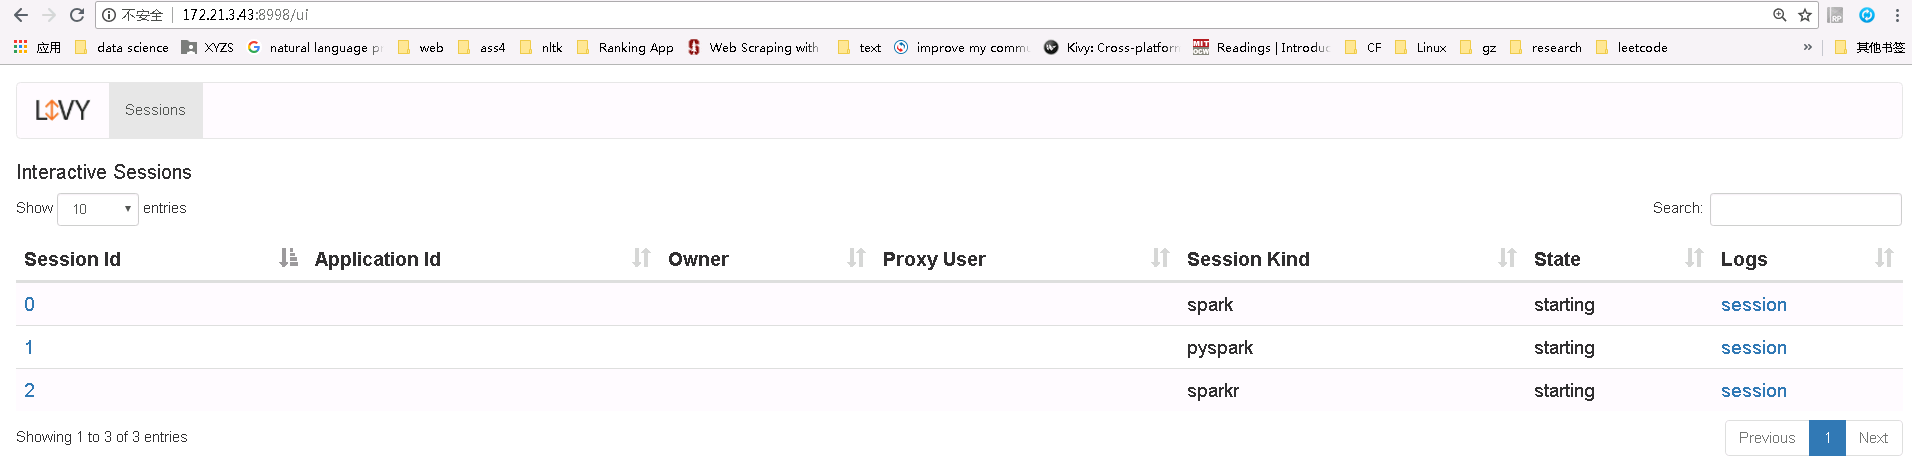 不安全 | 172.21.3.43:8998/ui
应用 data science XYZS natural language pr web ass4 nltk Ranking App Web Scraping with text improve my commu Kivy: Cross-platform Readings | Introduc CF Linux gz research leetcode » 其他书签
LIVY Sessions
Interactive Sessions
Show 10 entries Search:
Session Id Application Id Owner Proxy User Session Kind State Logs
0 spark starting session
1 pyspark starting session
2 sparkr starting session
Showing 1 to 3 of 3 entries Previous 1 Next